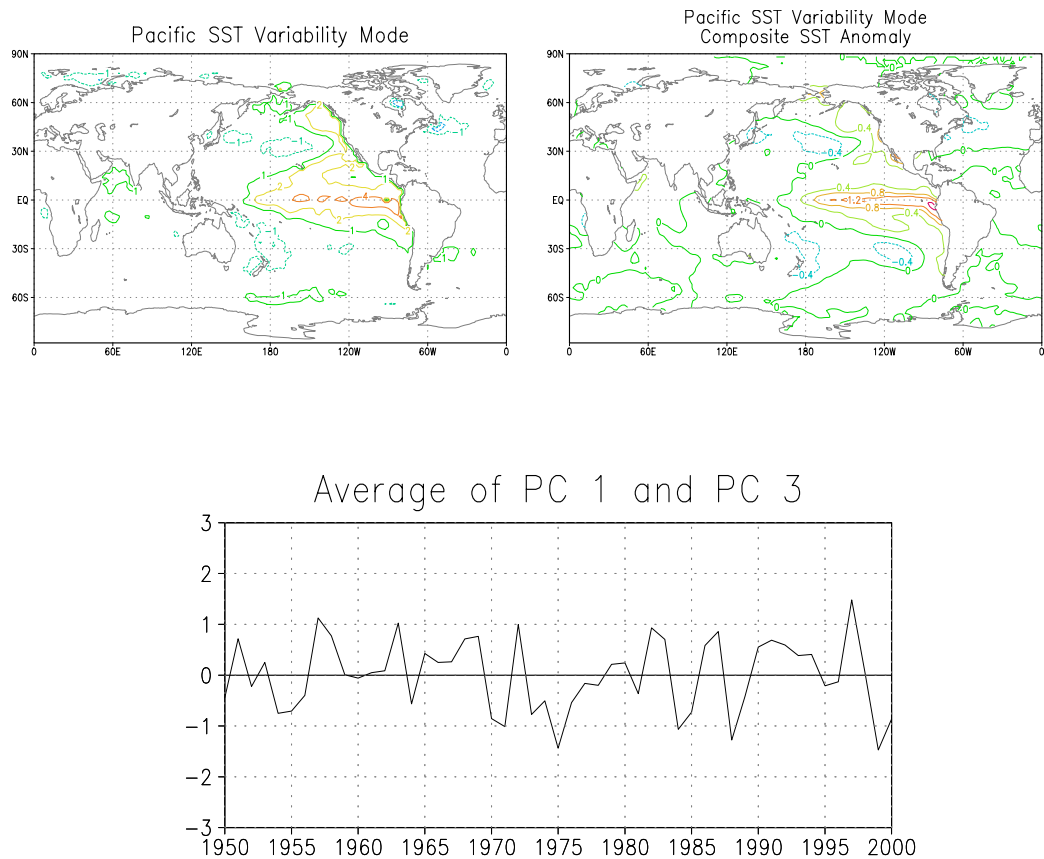 Pacific SST Variability Mode
90N
60N
30N
EQ
30S
60S
0 60E 120E 180 120W 60W 0
Pacific SST Variability Mode
Composite SST Anomaly
90N
60N
30N
EQ
30S
60S
0 60E 120E 180 120W 60W 0
Average of PC 1 and PC 3
3
2
1
0
−1
−2
−3
1950 1955 1960 1965 1970 1975 1980 1985 1990 1995 2000